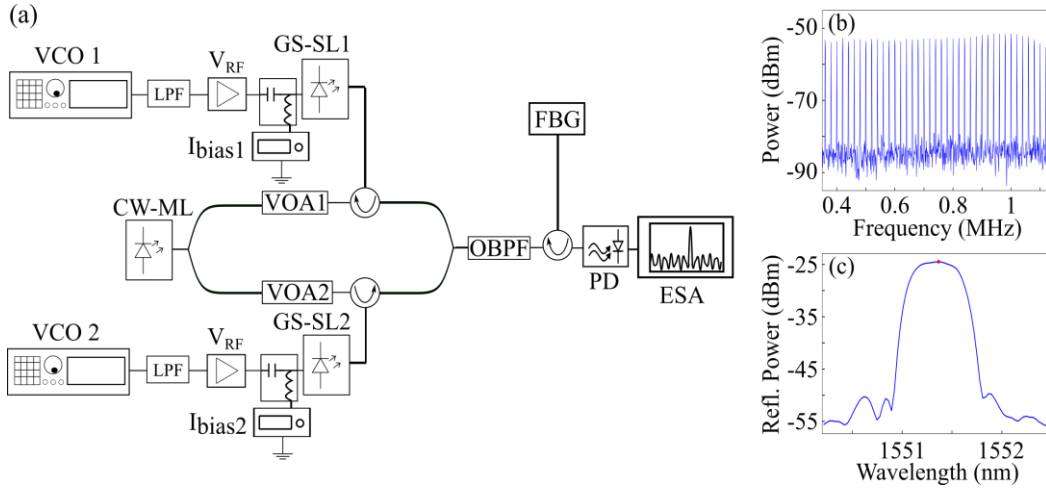 (a)
VCO 1
LPF
V_RF
GS-SL1
I_bias1
CW-ML
VOA1
VOA2
VCO 2
LPF
V_RF
GS-SL2
I_bias2
OBPF
FBG
PD
ESA
(b)
Power (dBm)
-50
-70
-90
0.4 0.6 0.8 1
Frequency (MHz)
(c)
Refl. Power (dBm)
-25
-35
-45
-55
1551 1552
Wavelength (nm)